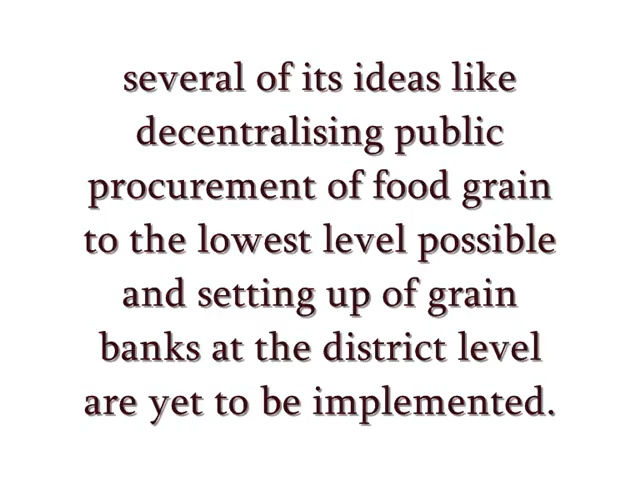 several of its ideas like
decentralising public
procurement of food grain
to the lowest level possible
and setting up of grain
banks at the district level
are yet to be implemented.